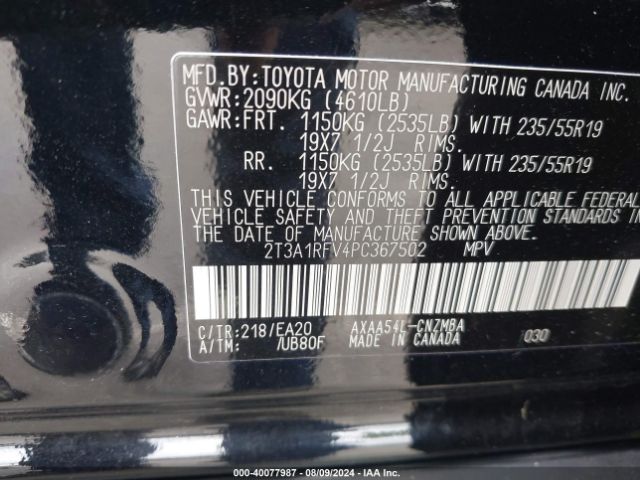 MFD.BY:TOYOTA MOTOR MANUFACTURING CANADA INC.
GVWR:2090KG (4610LB)
GAWR:FRT. 1150KG (2535LB) WITH 235/55R19
19X7 1/2J RIMS.
RR. 1150KG (2535LB) WITH 235/55R19
19X7 1/2J RIMS.
THIS VEHICLE CONFORMS TO ALL APPLICABLE FEDERAL
VEHICLE SAFETY AND THEFT PREVENTION STANDARDS IN
THE DATE OF MANUFACTURE SHOWN ABOVE.
2T3A1RFV4PC367502 MPV
C/TR:218/EA20 AXAA54L-CNZMBA
A/TM: /UB80F MADE IN CANADA 030
000-40077987 - 08/09/2024 - IAA Inc.